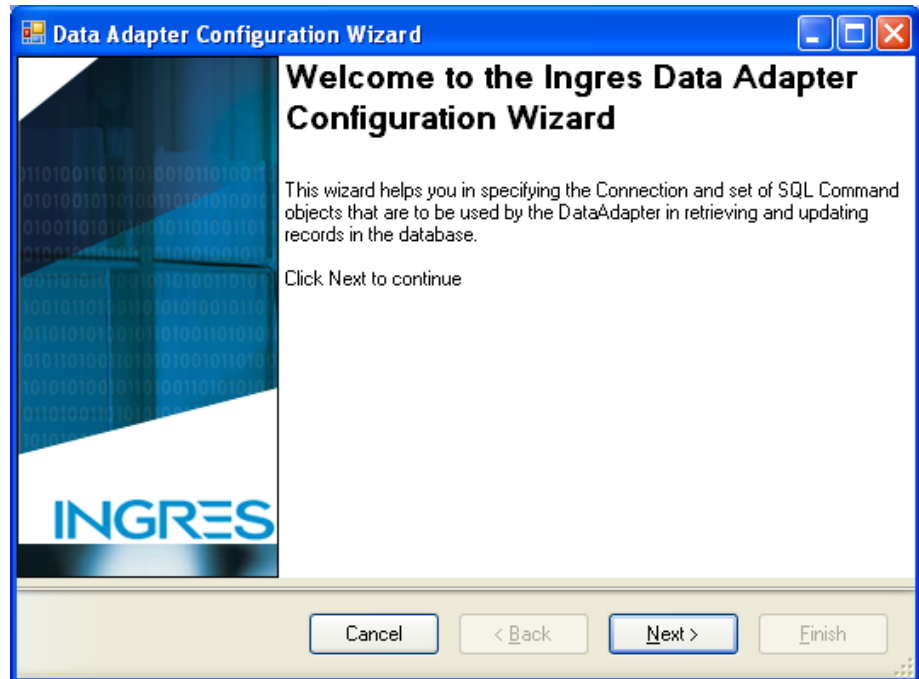 Data Adapter Configuration Wizard
Welcome to the Ingres Data Adapter
Configuration Wizard
This wizard helps you in specifying the Connection and set of SQL Command
objects that are to be used by the DataAdapter in retrieving and updating
records in the database.
Click Next to continue
INGRES
Cancel
< Back
Next >
Finish